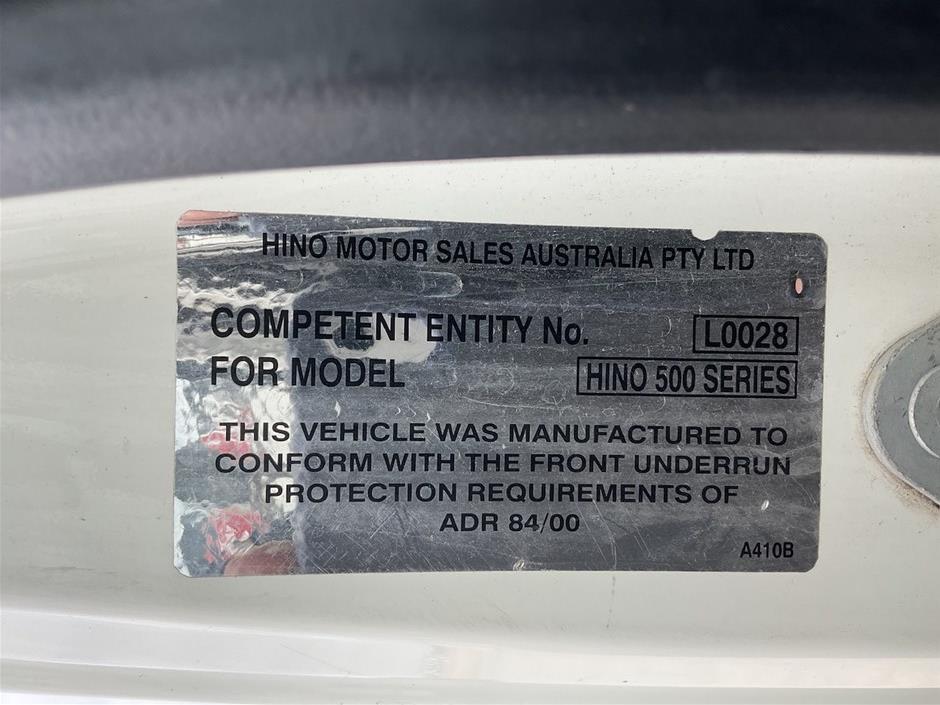 HINO MOTOR SALES AUSTRALIA PTY LTD
COMPETENT ENTITY No. L0028
FOR MODEL HINO 500 SERIES
THIS VEHICLE WAS MANUFACTURED TO
CONFORM WITH THE FRONT UNDERRUN
PROTECTION REQUIREMENTS OF
ADR 84/00
A410B